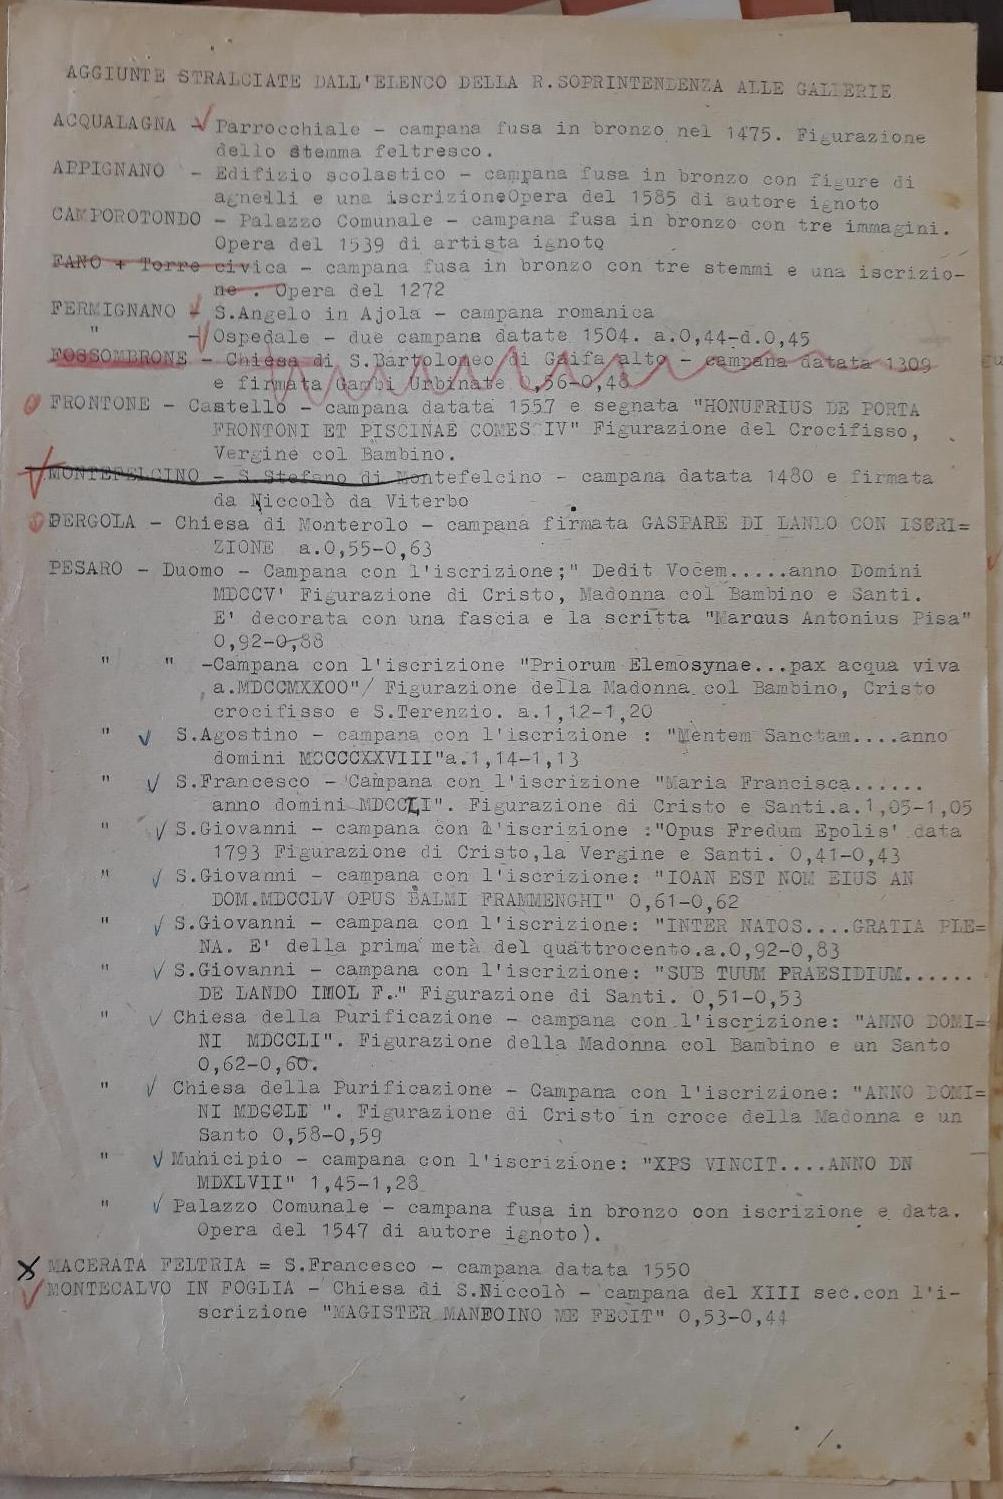 AGGIUNTE STRALCIATE DALL'ELENCO DELLA R.SOPRINTENDENZA ALLE GALLERIE
ACQUALAGNA - Parrocchiale - campana fusa in bronzo nel 1475. Figurazione
dello stemma feltresco.
APPIGNANO - Edifizio scolastico - campana fusa in bronzo con figure di
agnelli e una iscrizioneOpera del 1585 di autore ignoto
CAMPOROTONDO - Palazzo Comunale - campana fusa in bronzo con tre immagini.
Opera del 1539 di artista ignoto
FANO + Torre civica - campana fusa in bronzo con tre stemmi e una iscrizio-
ne . Opera del 1272
FERMIGNANO - S.Angelo in Ajola - campana romanica
" - Ospedale - due campana datate 1504. a.0,44-d.0,45
FOSSOMBRONE - Chiesa di S.Bartolomeo di Gaifa alto - campana datata 1309
e firmata Gambi Urbinate 0,56-0,48
FRONTONE - Castello - campana datata 1557 e segnata "HONUFRIUS DE PORTA
FRONTONI ET PISCINAE COMES IV" Figurazione del Crocifisso,
Vergine col Bambino.
MONTEFELCINO - S.Stefano di Montefelcino - campana datata 1480 e firmata
da Niccolò da Viterbo
PERGOLA - Chiesa di Monterolo - campana firmata GASPARE DI LANDO CON ISCRI=
ZIONE a.0,55-0,63
PESARO - Duomo - Campana con l'iscrizione;" Dedit Vocem.....anno Domini
MDCCV' Figurazione di Cristo, Madonna col Bambino e Santi.
E' decorata con una fascia e la scritta "Marcus Antonius Pisa"
0,92-0,88
" " -Campana con l'iscrizione "Priorum Elemosynae...pax acqua viva
a.MDCCMXXOO"/ Figurazione della Madonna col Bambino, Cristo
crocifisso e S.Terenzio. a.1,12-1,20
" S.Agostino - campana con l'iscrizione : "Mentem Sanctam....anno
domini MCCCCXXVIII"a.1,14-1,13
" S.Francesco - Campana con l'iscrizione "Maria Francisca......
anno domini MDCCLI". Figurazione di Cristo e Santi.a.1,05-1,05
" S.Giovanni - campana con l'iscrizione :"Opus Fredum Epolis' data
1793 Figurazione di Cristo,la Vergine e Santi. 0,41-0,43
" S.Giovanni - campana con l'iscrizione: "IOAN EST NOM EIUS AN
DOM.MDCCLV OPUS BALMI FRAMMENGHI" 0,61-0,62
" S.Giovanni - campana con l'iscrizione: "INTER NATOS....GRATIA PLE=
NA. E' della prima metà del quattrocento.a.0,92-0,83
" S.Giovanni - campana con l'iscrizione: "SUB TUUM PRAESIDIUM......
DE LANDO IMOL F.." Figurazione di Santi. 0,51-0,53
" Chiesa della Purificazione - campana con l'iscrizione: "ANNO DOMI=
NI MDCCLI". Figurazione della Madonna col Bambino e un Santo
0,62-0,60.
" Chiesa della Purificazione - Campana con l'iscrizione: "ANNO DOMI=
NI MDCCLI ". Figurazione di Cristo in croce della Madonna e un
Santo 0,58-0,59
" Municipio - campana con l'iscrizione: "XPS VINCIT....ANNO DN
MDXLVII" 1,45-1,28
" Palazzo Comunale - campana fusa in bronzo con iscrizione e data.
Opera del 1547 di autore ignoto).
MACERATA FELTRIA = S.Francesco - campana datata 1550
MONTECALVO IN FOGLIA - Chiesa di S.Niccolò - campana del XIII sec.con l'i-
scrizione "MAGISTER MANEOINO ME FECIT" 0,53-0,44
./.